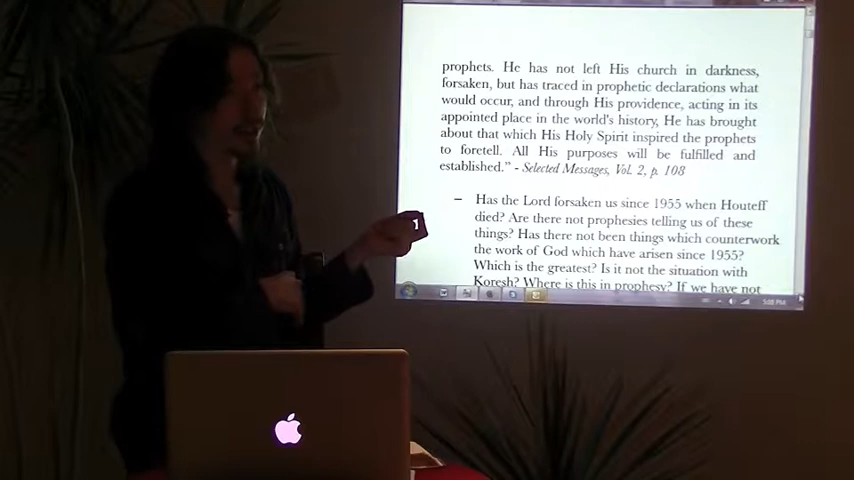 prophets. He has not left His church in darkness,
forsaken, but has traced in prophetic declarations what
would occur, and through His providence, acting in its
appointed place in the world's history, He has brought
about that which His Holy Spirit inspired the prophets
to foretell. All His purposes will be fulfilled and
established." - Selected Messages, Vol. 2, p. 108
– Has the Lord forsaken us since 1955 when Houteff
died? Are there not prophesies telling us of these
things? Has there not been things which counterwork
the work of God which have arisen since 1955?
Which is the greatest? Is it not the situation with
Koresh? Where is this in prophesy? If we have not
5:08 PM